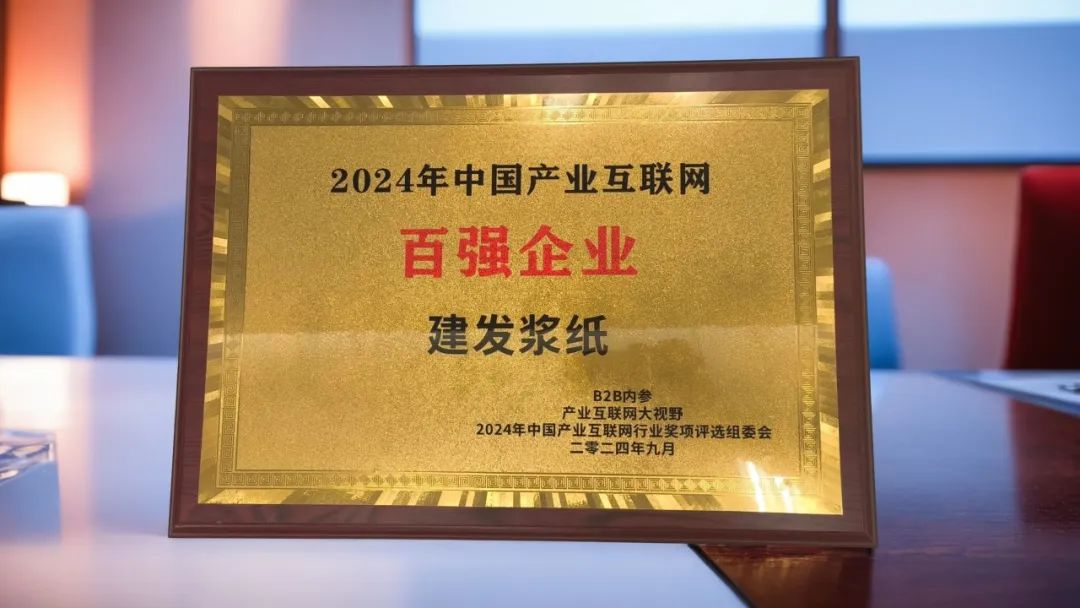 2024年中国产业互联网
百强企业
建发浆纸
B2B内参
产业互联网大视野
2024年中国产业互联网行业奖项评选组委会
二零二四年九月